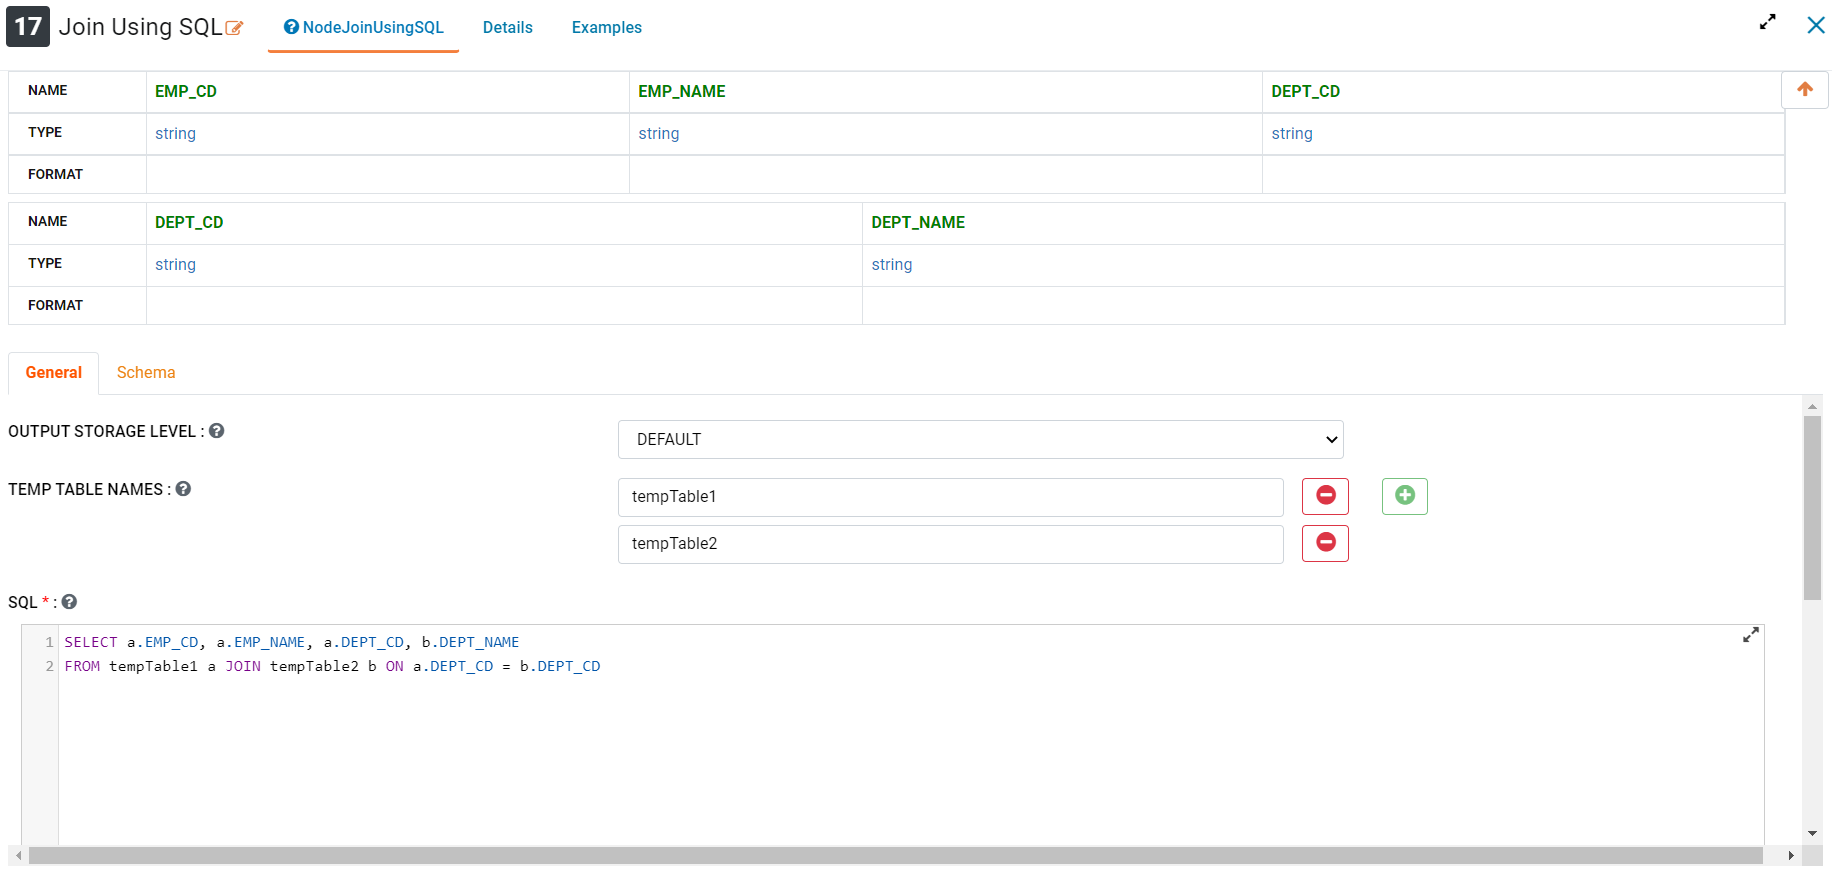 17 Join Using SQL NodeJoinUsingSQL Details Examples
NAME EMP_CD EMP_NAME DEPT_CD
TYPE string string string
FORMAT
NAME DEPT_CD DEPT_NAME
TYPE string string
FORMAT
General Schema
OUTPUT STORAGE LEVEL : DEFAULT
TEMP TABLE NAMES : tempTable1
tempTable2
SQL * :
1 SELECT a.EMP_CD, a.EMP_NAME, a.DEPT_CD, b.DEPT_NAME
2 FROM tempTable1 a JOIN tempTable2 b ON a.DEPT_CD = b.DEPT_CD